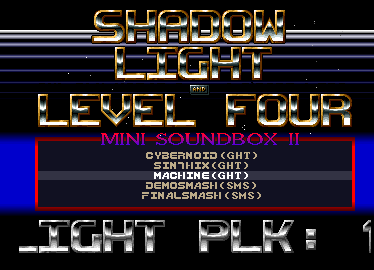 SHADOW
LIGHT
AND
LEVEL FOUR
MINI SOUNDBOX II
CYBERNOID(GHT)
SINTHIX(GHT)
MACHINE(GHT)
DEMOSMASH(SMS)
FINALSMASH(SMS)
LIGHT PLK: